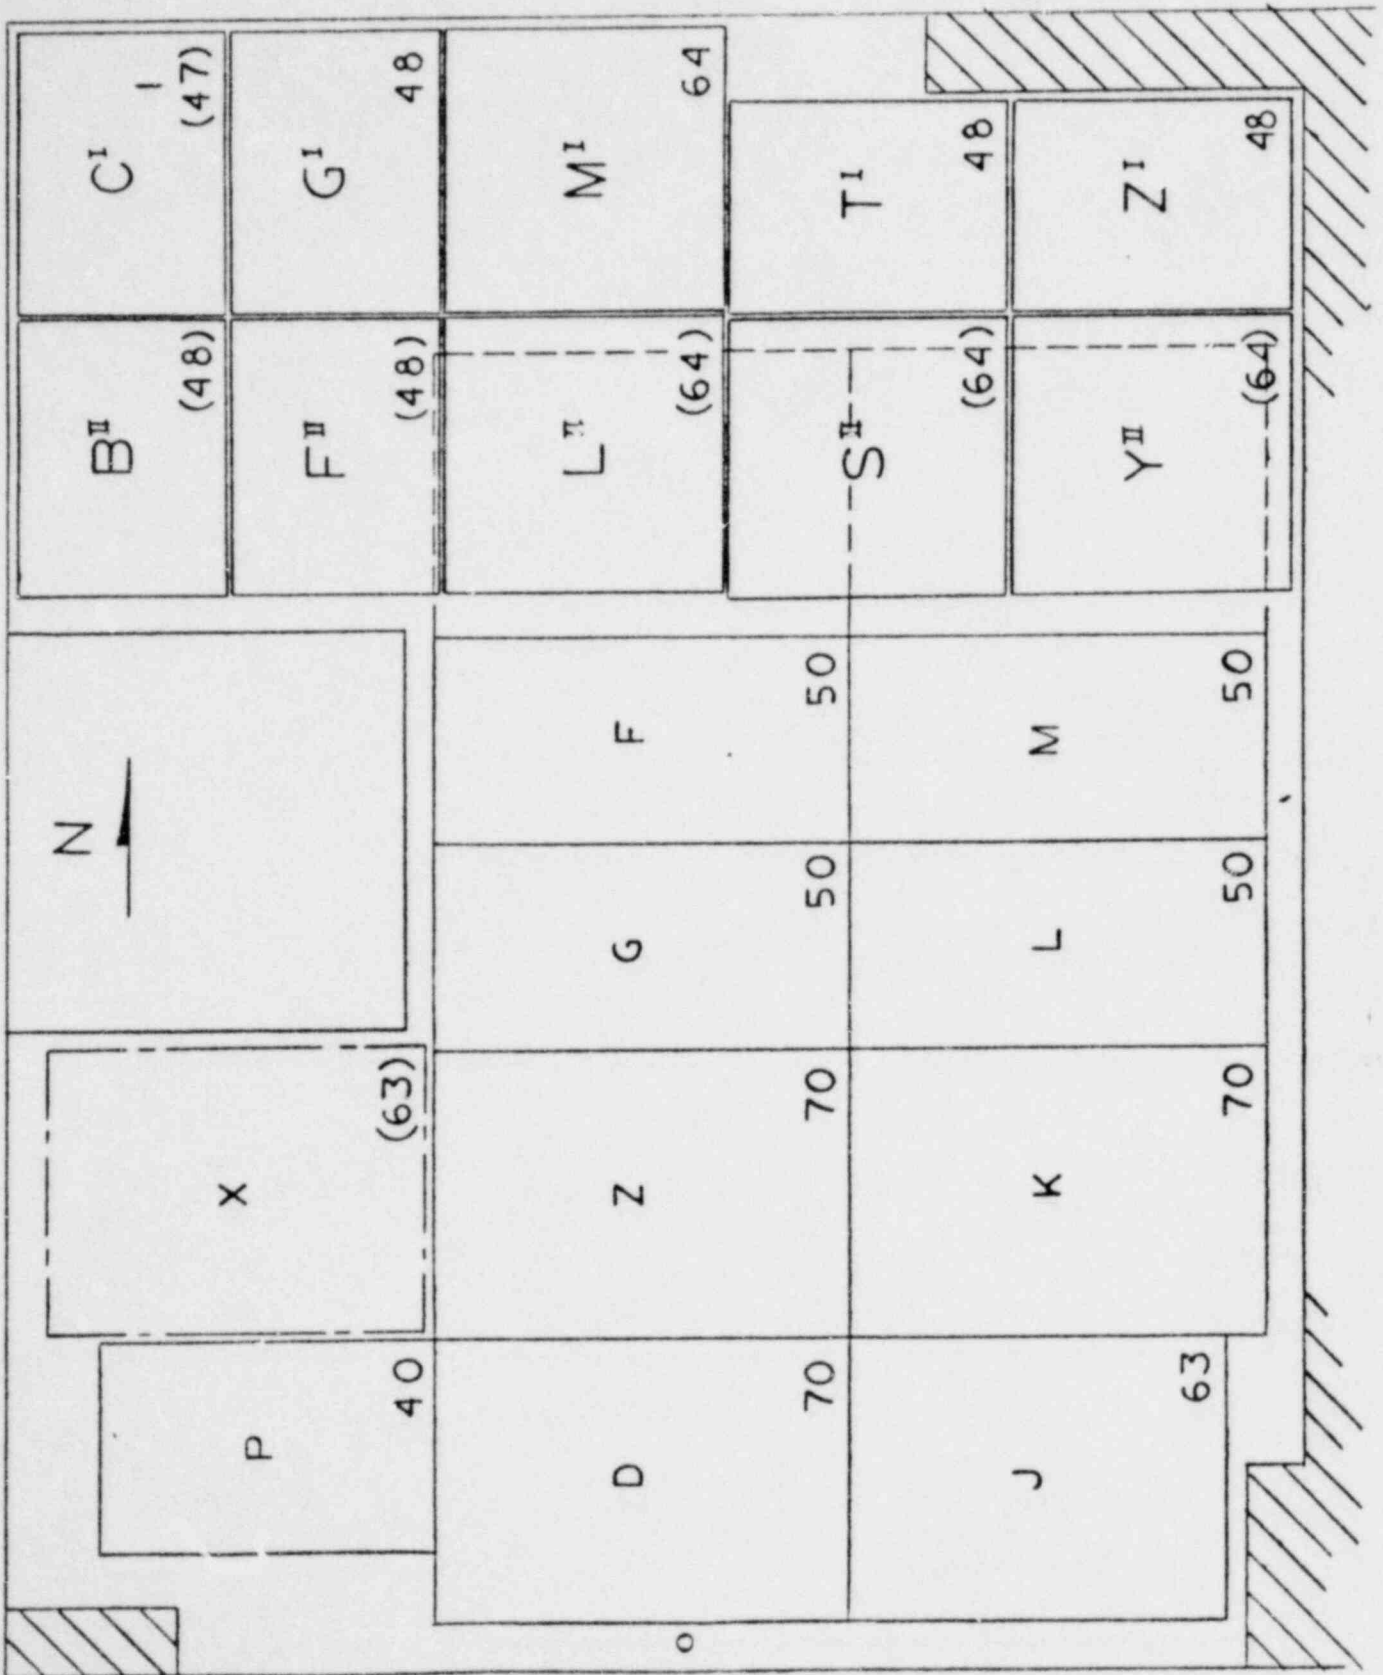 C^I
— (47)
G^I
48
M^I
64
T^I
48
Z^I
48
B^II
(48)
F^II
(48)
L^II
(64)
S^II
(64)
Y^II
(64)
N
F
50
M
50
G
50
L
50
X
(63)
Z
70
K
70
P
40
D
70
J
63
O